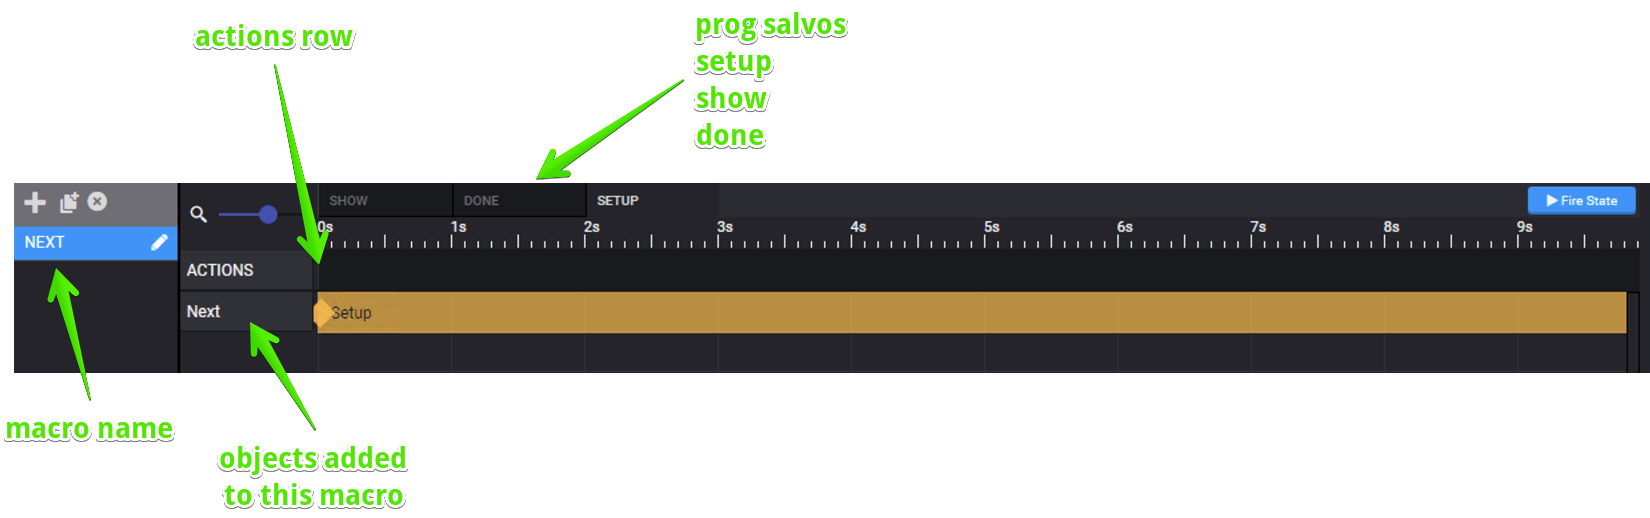 actions row
prog salvos
setup
show
done
SHOW
DONE
SETUP
Fire State
NEXT
0s 1s 2s 3s 4s 5s 6s 7s 8s 9s
ACTIONS
Next
Setup
macro name
objects added
to this macro